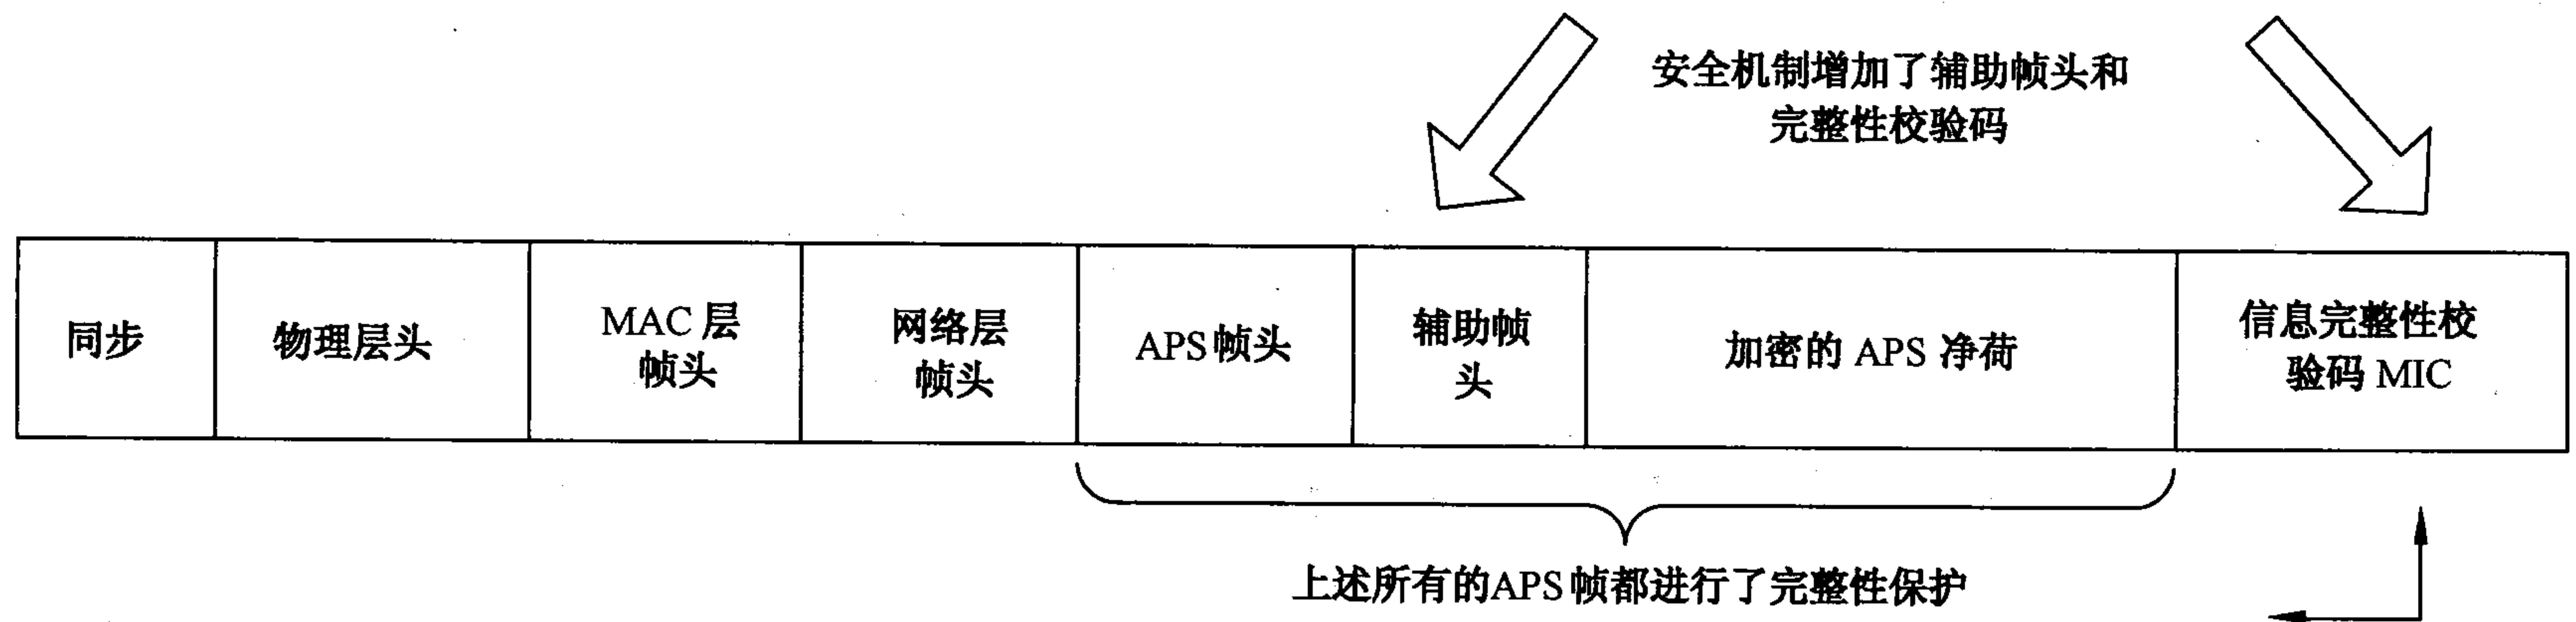 安全机制增加了辅助帧头和
完整性校验码
同步
物理层头
MAC 层
帧头
网络层
帧头
APS 帧头
辅助帧
头
加密的 APS 净荷
信息完整性校
验码 MIC
上述所有的APS 帧都进行了完整性保护